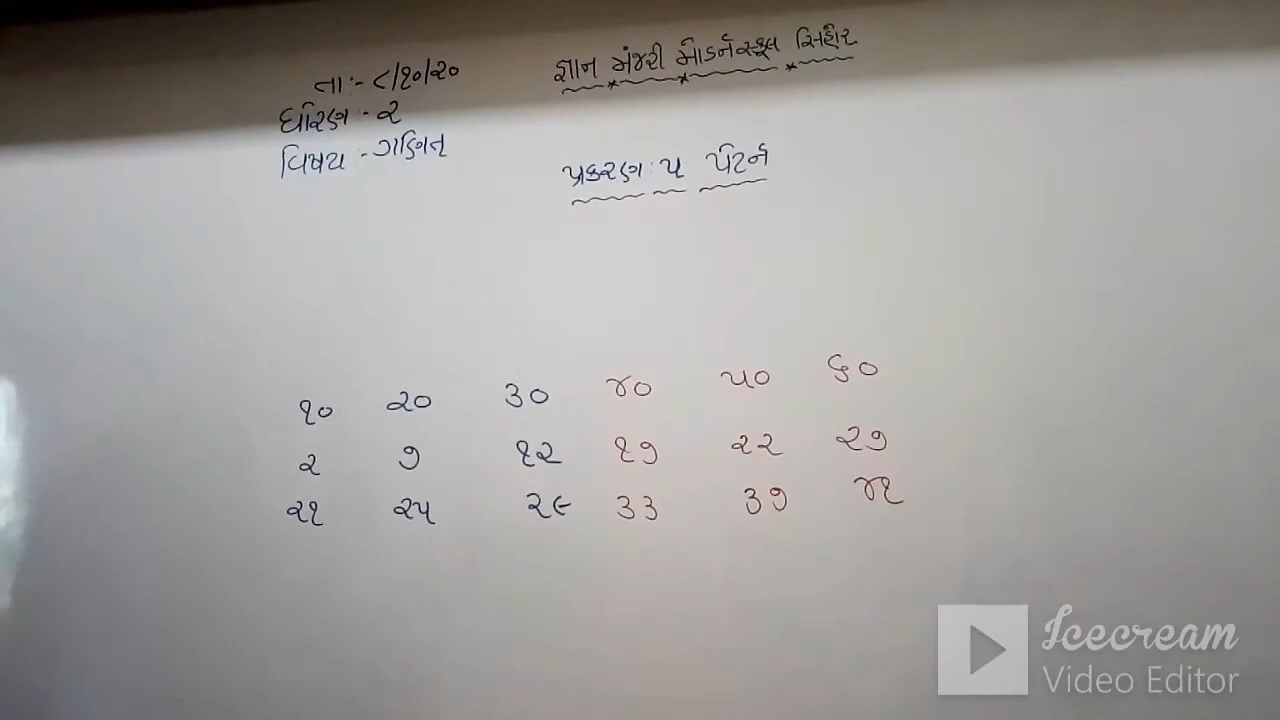 તા:- ૮/૧૦/૨૦
જ્ઞાન મંજરી મોડર્ન સ્કૂલ સિહોર
ધોરણ - ૨
વિષય - ગણિત
પ્રકરણ: ૫ પેટર્ન
૧૦ ૨૦ ૩૦ ૪૦ ૫૦ ૬૦
૨ ૭ ૧૨ ૧૭ ૨૨ ૨૭
૨૧ ૨૫ ૨૯ ૩૩ ૩૭ ૪૧
Icecream
Video Editor